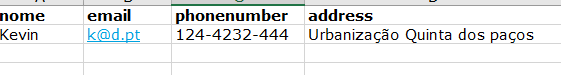 nome email phonenumber address
Kevin k@d.pt 124-4232-444 Urbanização Quinta dos paços